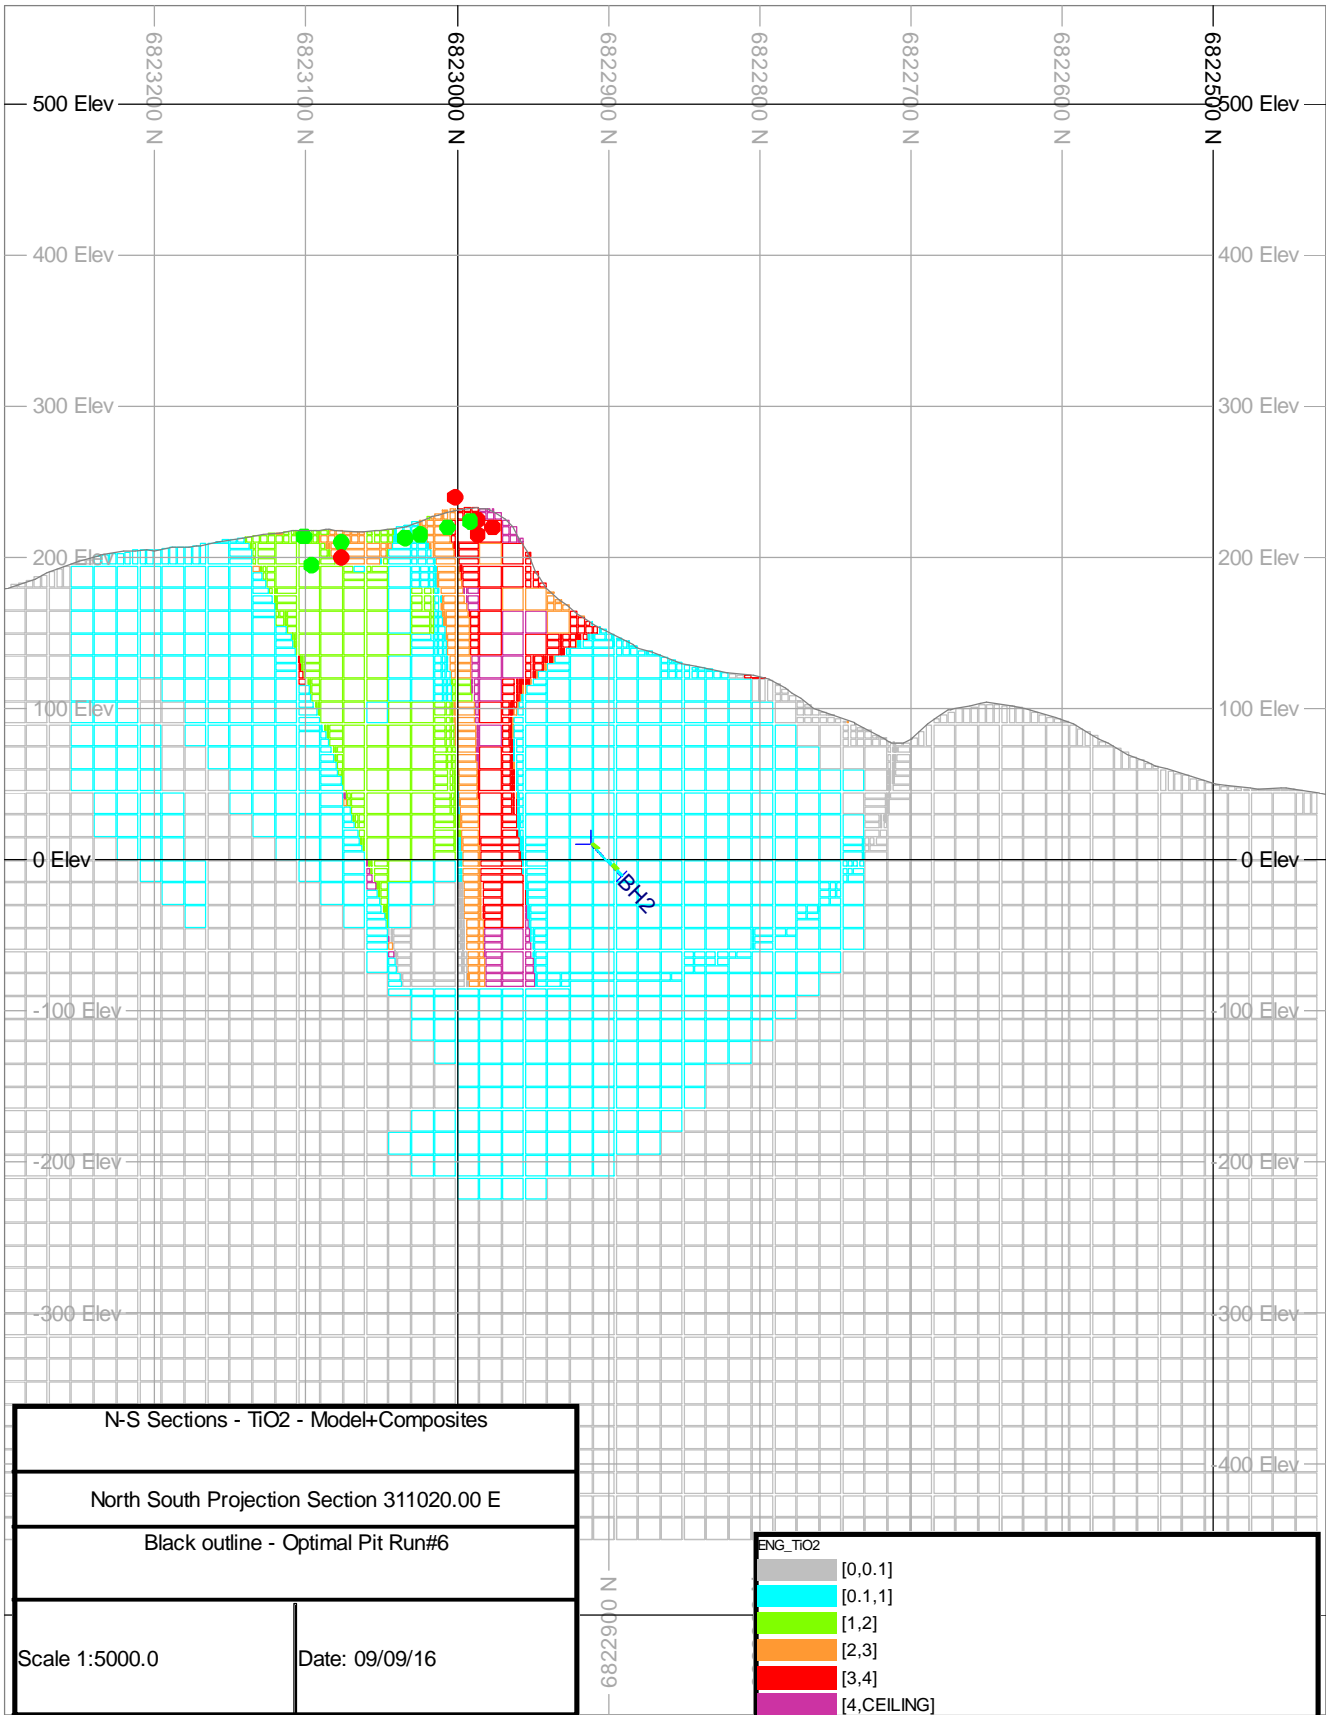 6823200 N
6823100 N
6823000 N
6822900 N
6822800 N
6822700 N
6822600 N
6822500 N
500 Elev
500 Elev
400 Elev
400 Elev
300 Elev
300 Elev
200 Elev
200 Elev
100 Elev
100 Elev
0 Elev
0 Elev
BH2
-100 Elev
-100 Elev
-200 Elev
-200 Elev
-300 Elev
-300 Elev
-400 Elev
N-S Sections - TiO2 - Model+Composites
North South Projection Section 311020.00 E
Black outline - Optimal Pit Run#6
Scale 1:5000.0
Date: 09/09/16
6822900 N
ENG_TiO2
[0,0.1]
[0.1,1]
[1,2]
[2,3]
[3,4]
[4,CEILING]